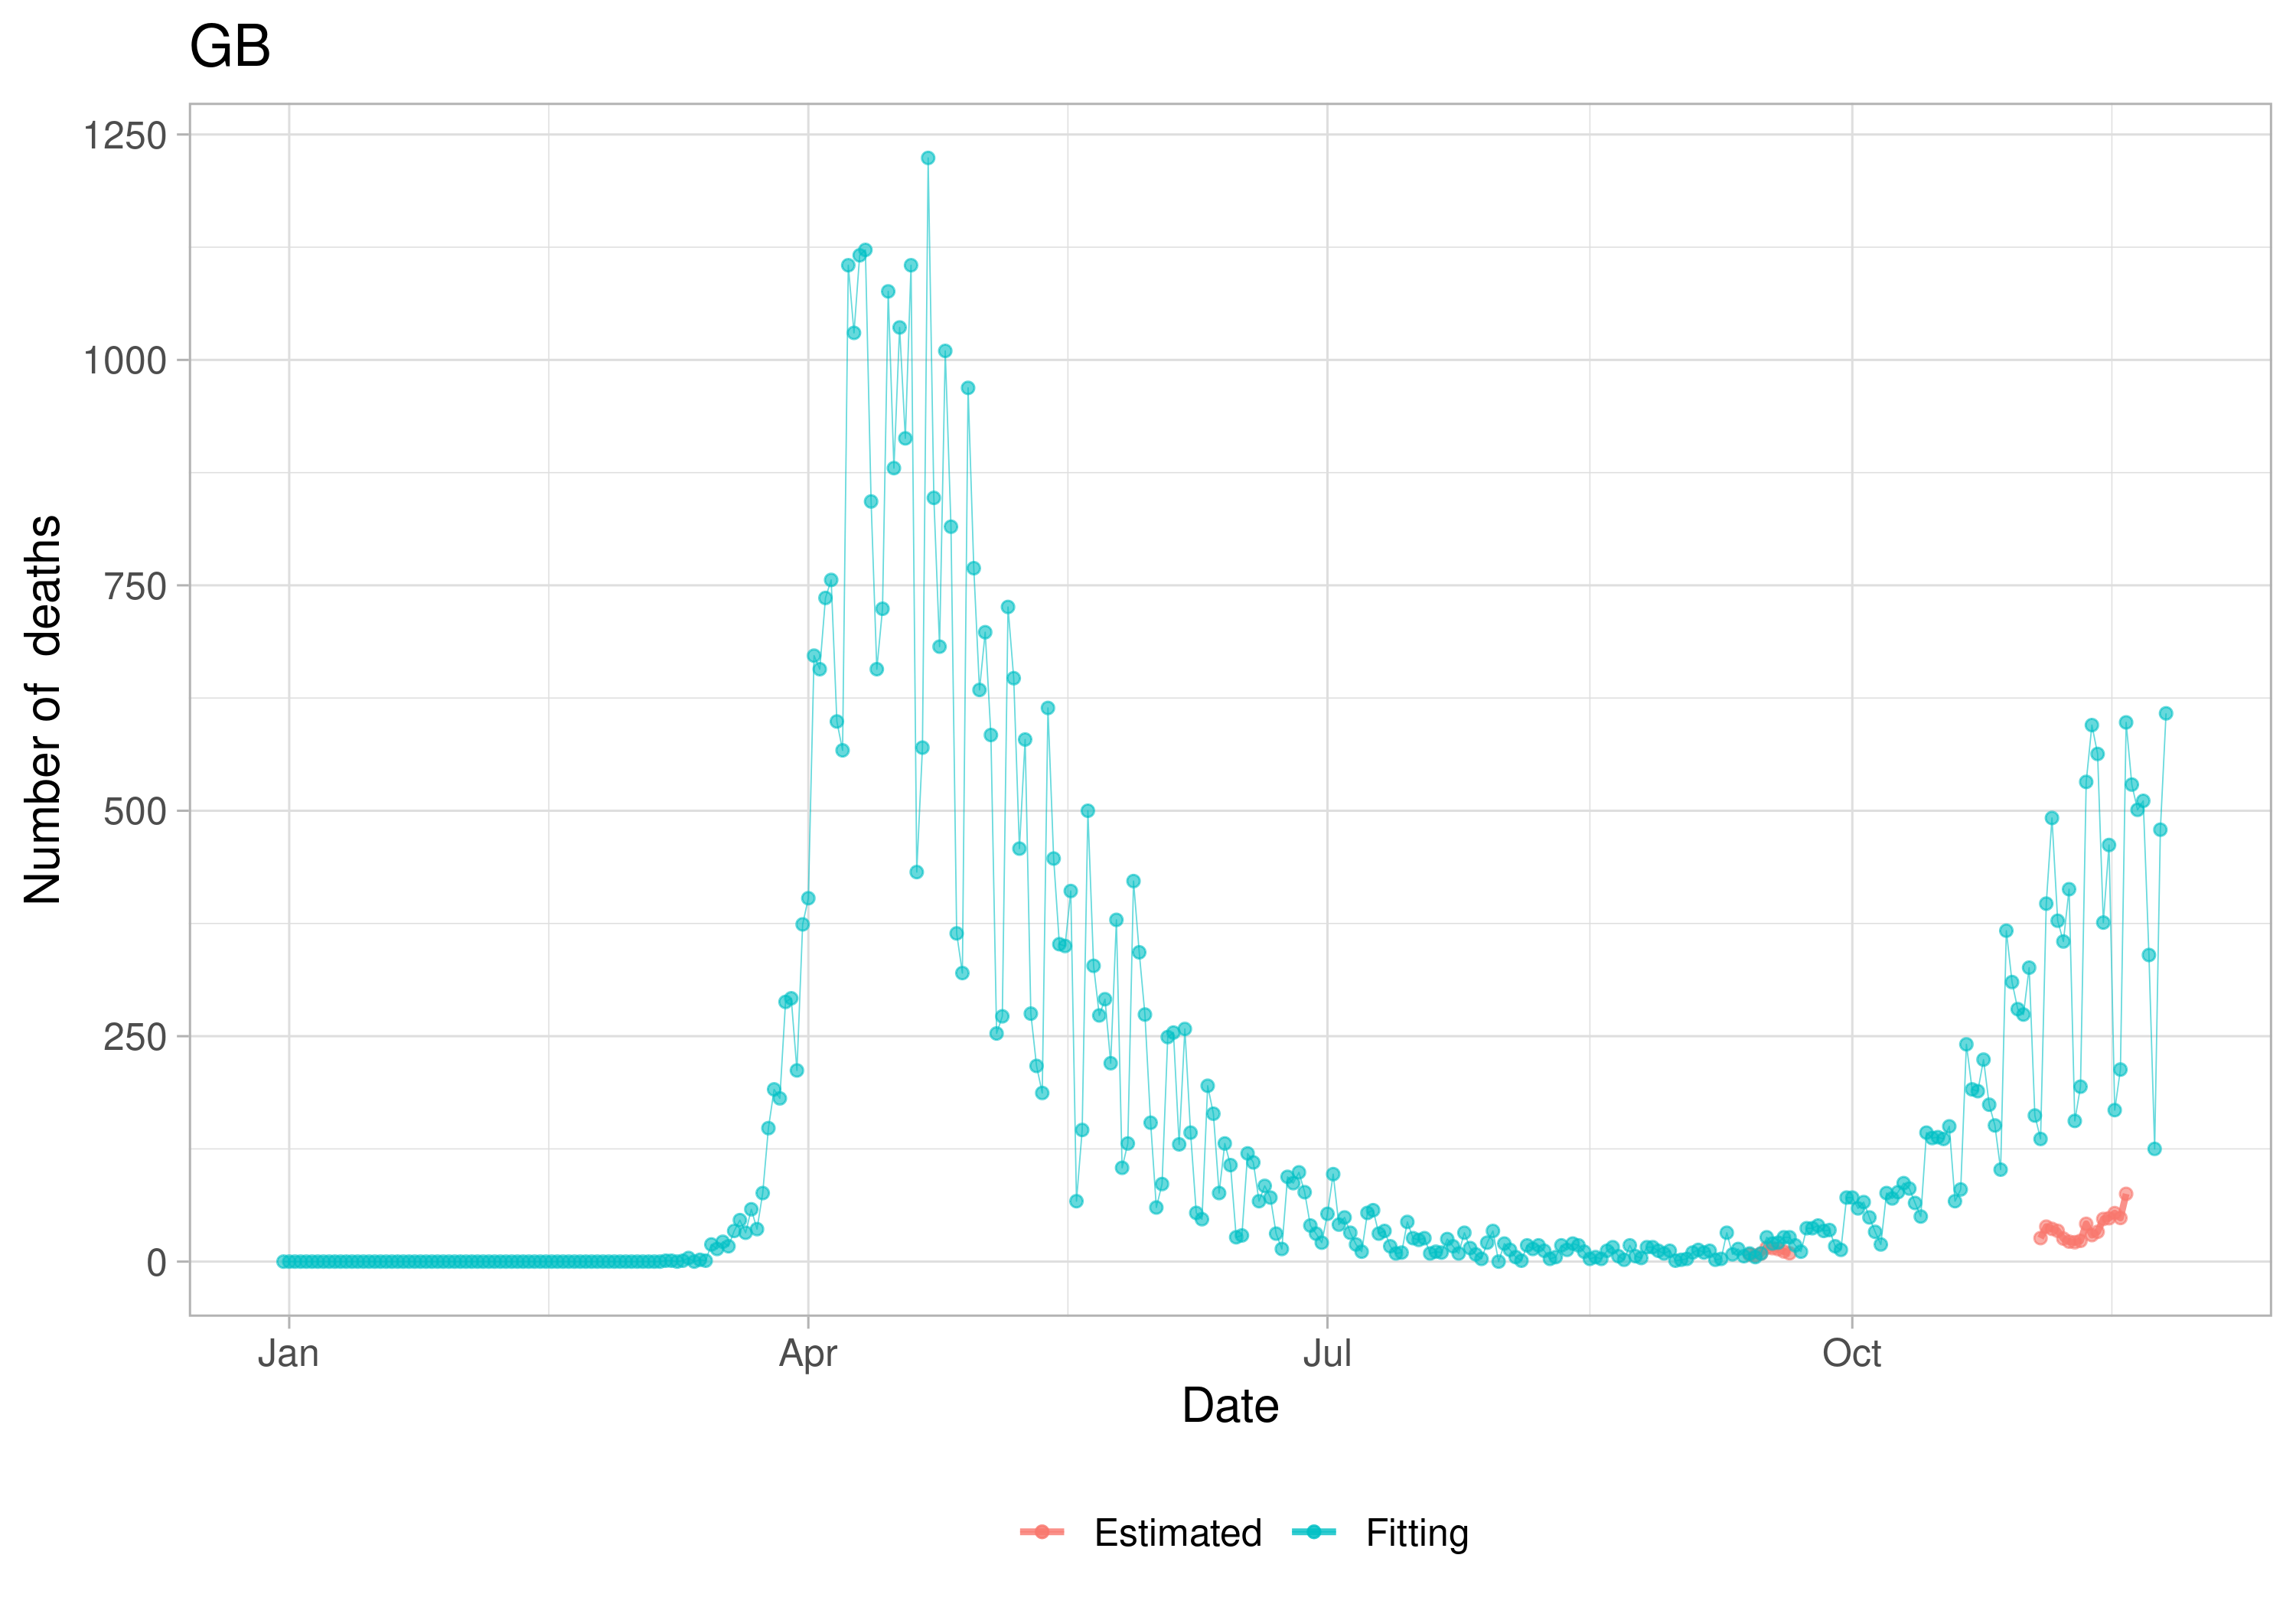 GB
1250
1000
750
500
250
0
Number of deaths
Jan Apr Jul Oct
Date
Estimated Fitting